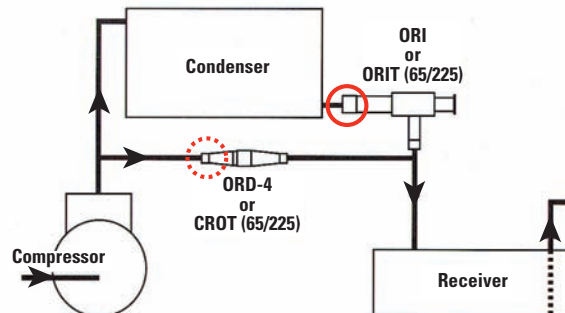 Condenser
ORI
or
ORIT (65/225)
ORD-4
or
CROT (65/225)
Compressor
Receiver